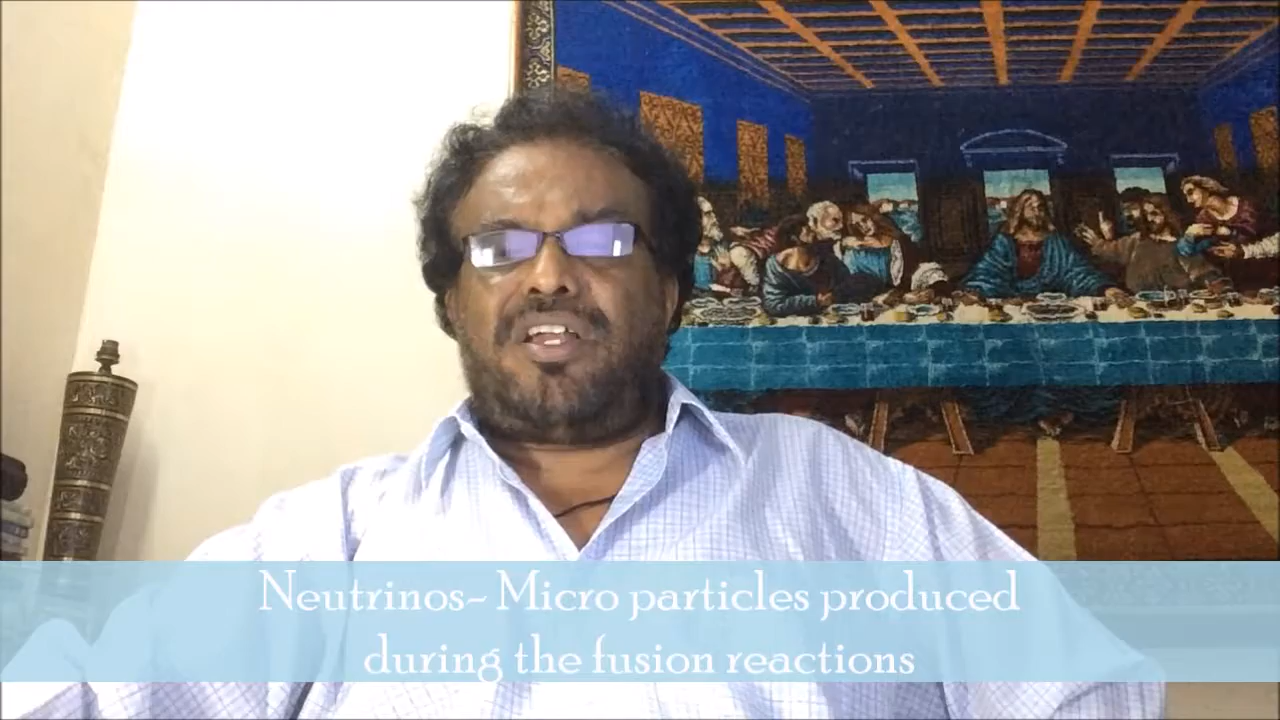 Neutrinos- Micro particles produced
during the fusion reactions